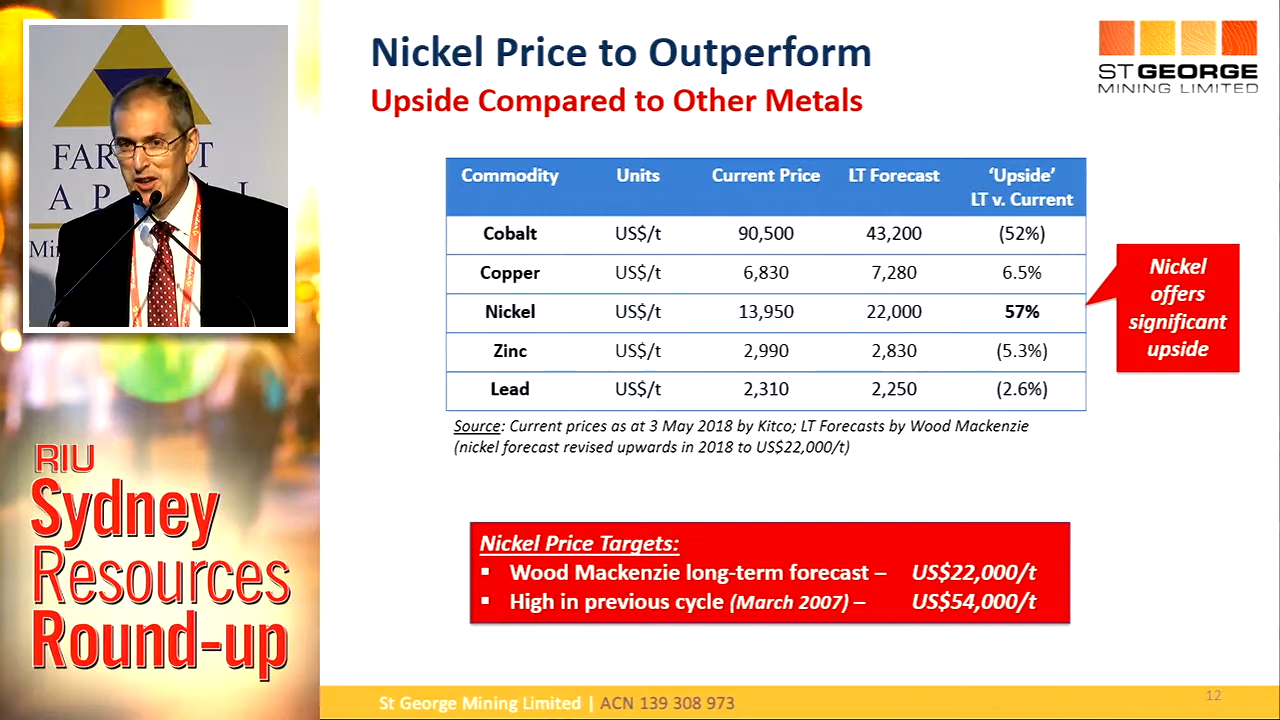 Nickel Price to Outperform
Upside Compared to Other Metals
ST GEORGE
MINING LIMITED
Commodity Units Current Price LT Forecast ‘Upside’
LT v. Current
Cobalt US$/t 90,500 43,200 (52%)
Copper US$/t 6,830 7,280 6.5%
Nickel US$/t 13,950 22,000 57%
Zinc US$/t 2,990 2,830 (5.3%)
Lead US$/t 2,310 2,250 (2.6%)
Nickel
offers
significant
upside
Source: Current prices as at 3 May 2018 by Kitco; LT Forecasts by Wood Mackenzie
(nickel forecast revised upwards in 2018 to US$22,000/t)
Nickel Price Targets:
▪ Wood Mackenzie long-term forecast – US$22,000/t
▪ High in previous cycle (March 2007) – US$54,000/t
St George Mining Limited | ACN 139 308 973
12
RIU
Sydney
Resources
Round-up